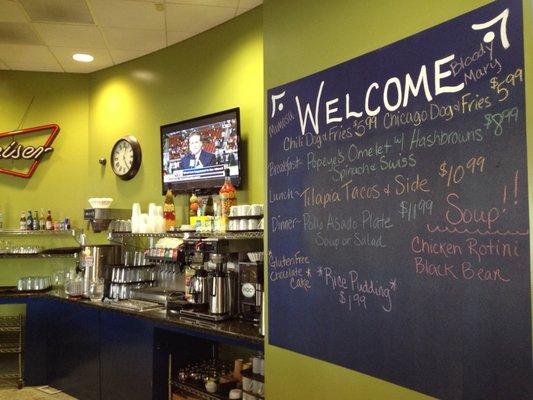 iser
WELCOME
Mimosa
Bloody
Mary
Chili Dog & Fries $5.99 Chicago Dog & Fries $5.99
Breakfast~ Popeye's Omelet w/ Hashbrowns $8.99
Spinach & Swiss
Lunch~ Tilapia Tacos & Side $10.99
Dinner~ Pollo Asado Plate $11.99
Soup or Salad
Soup!!
Chicken Rotini
Black Bean
*Gluten Free
Chocolate *
Cake
*Rice Pudding*
$1.99